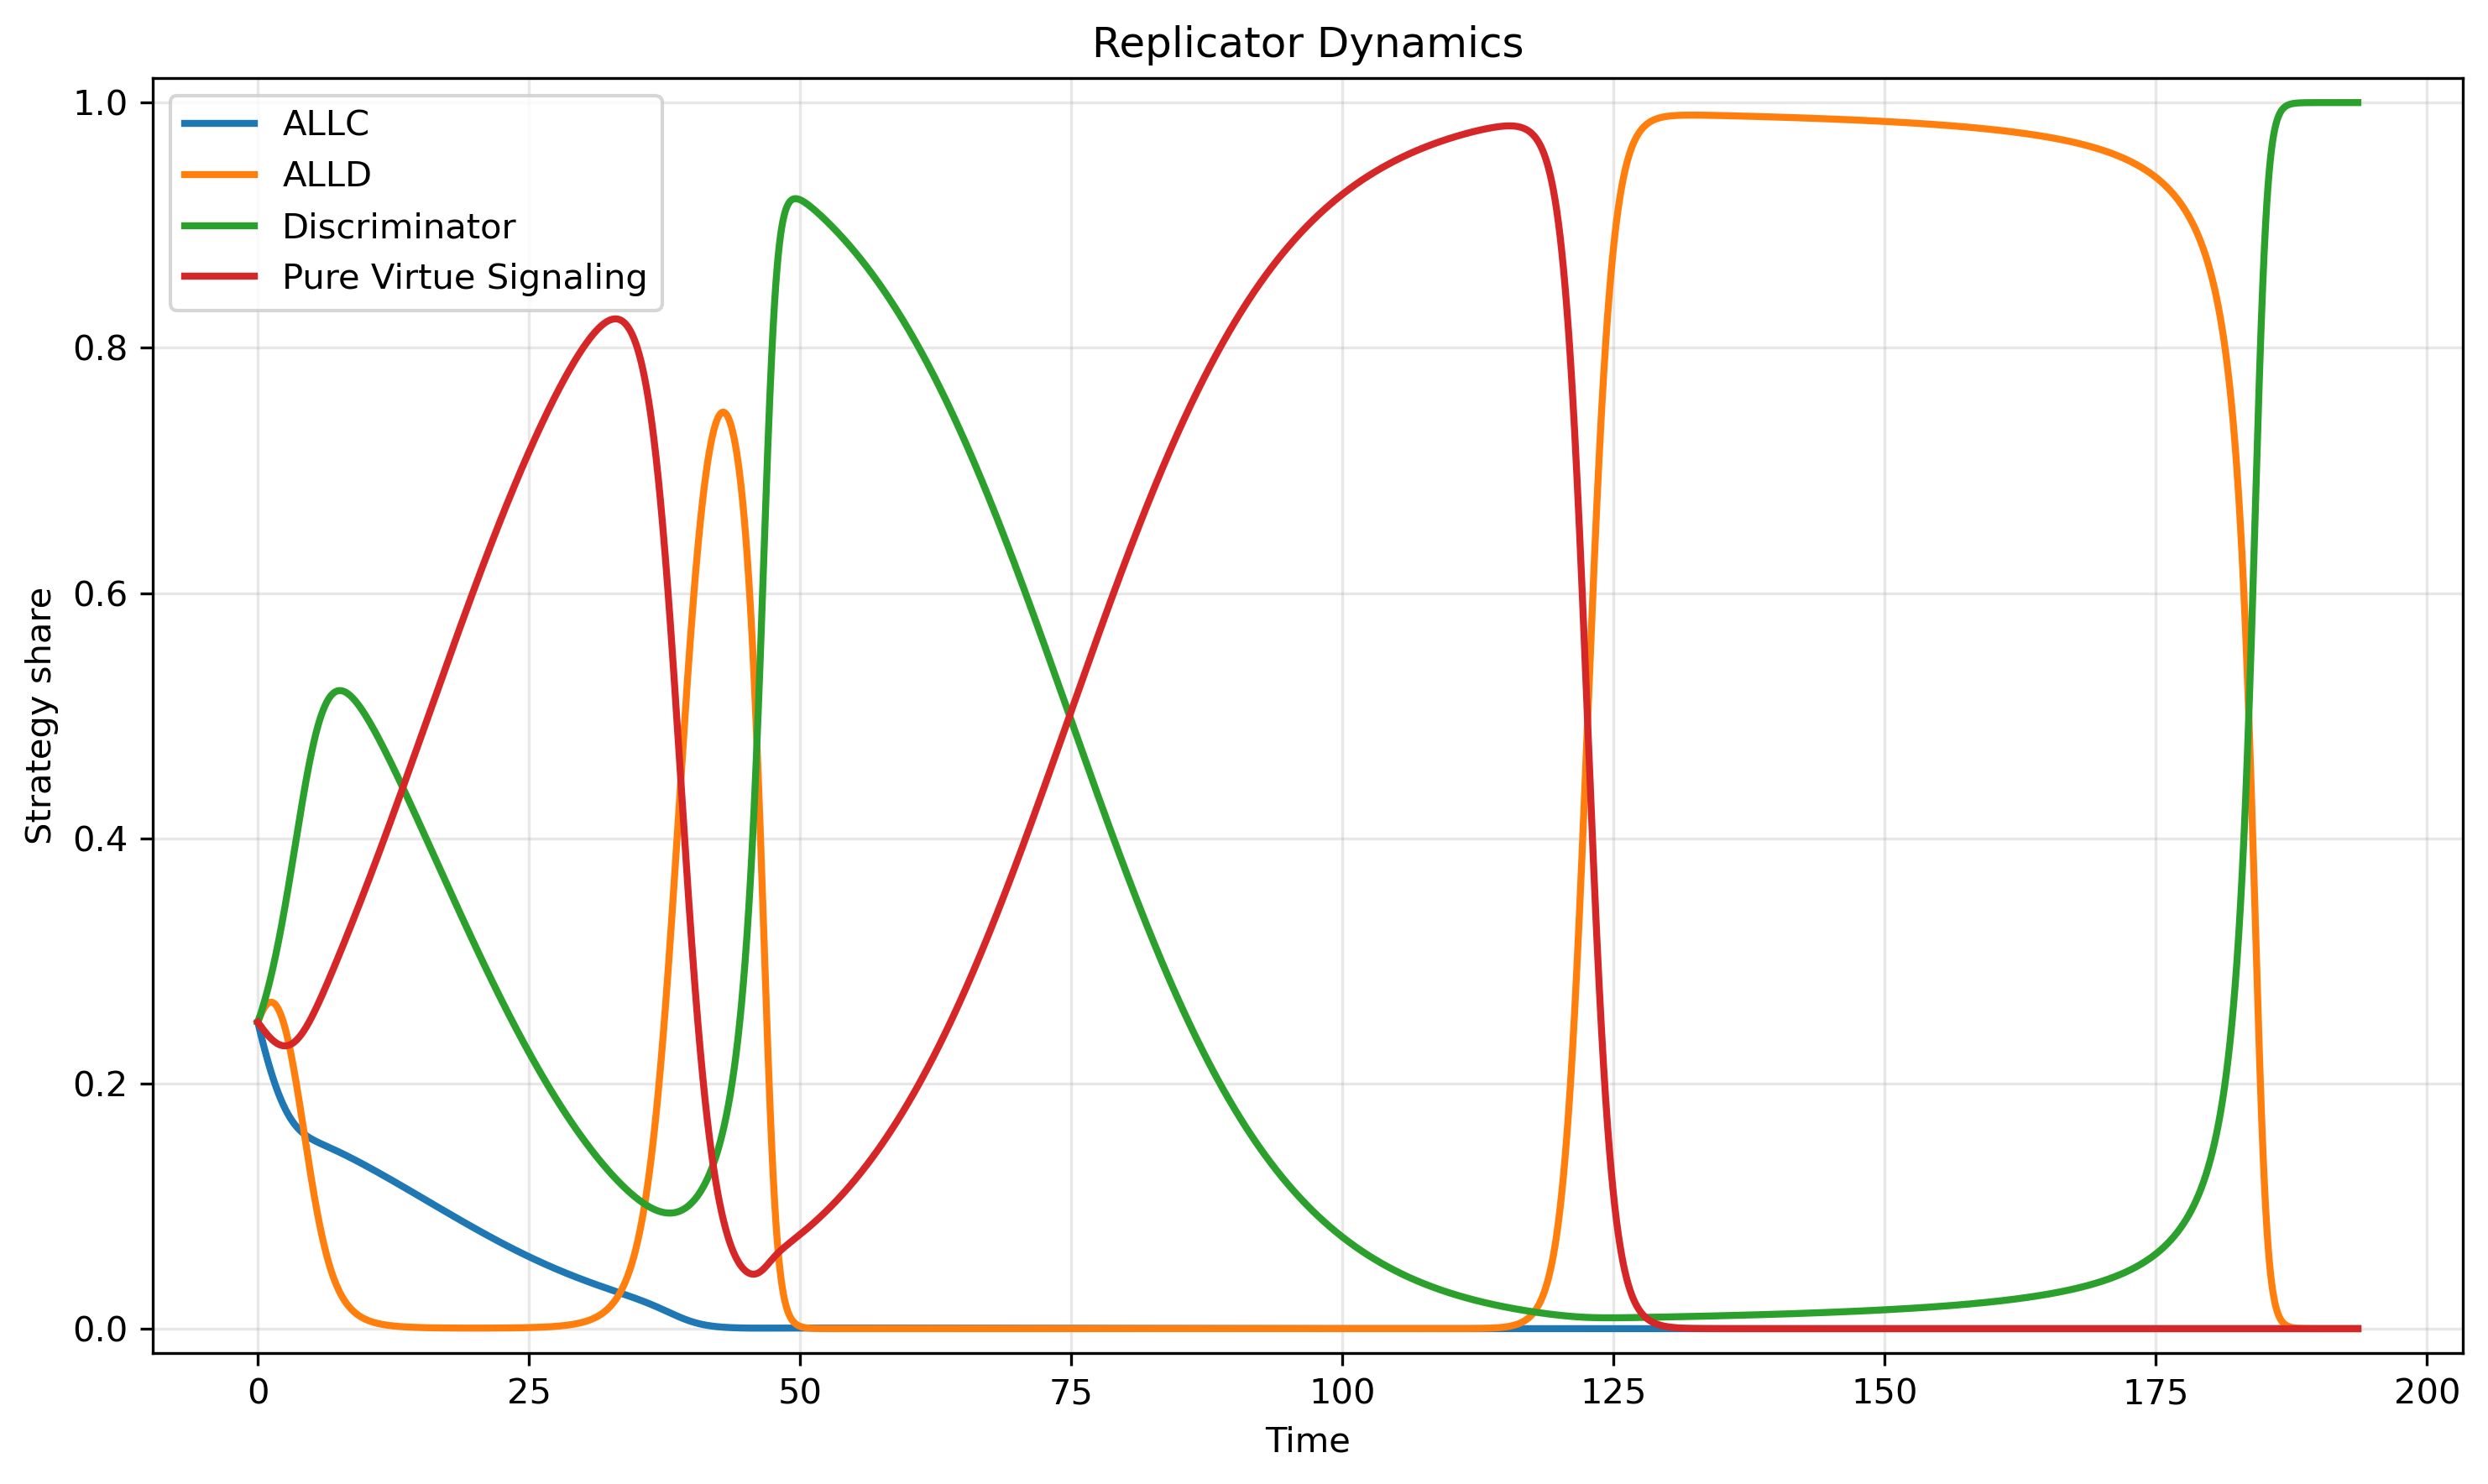 Replicator Dynamics
ALLC
ALLD
Discriminator
Pure Virtue Signaling
1.0
0.8
0.6
0.4
0.2
0.0
Strategy share
0 25 50 75 100 125 150 175 200
Time